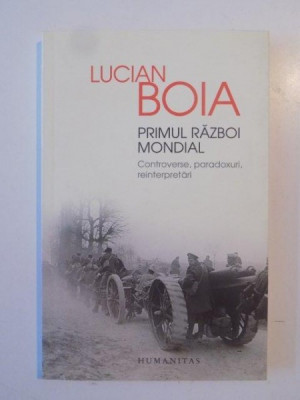 LUCIAN
BOIA
PRIMUL RĂZBOI
MONDIAL
Controverse, paradoxuri,
reinterpretări
HUMANITAS